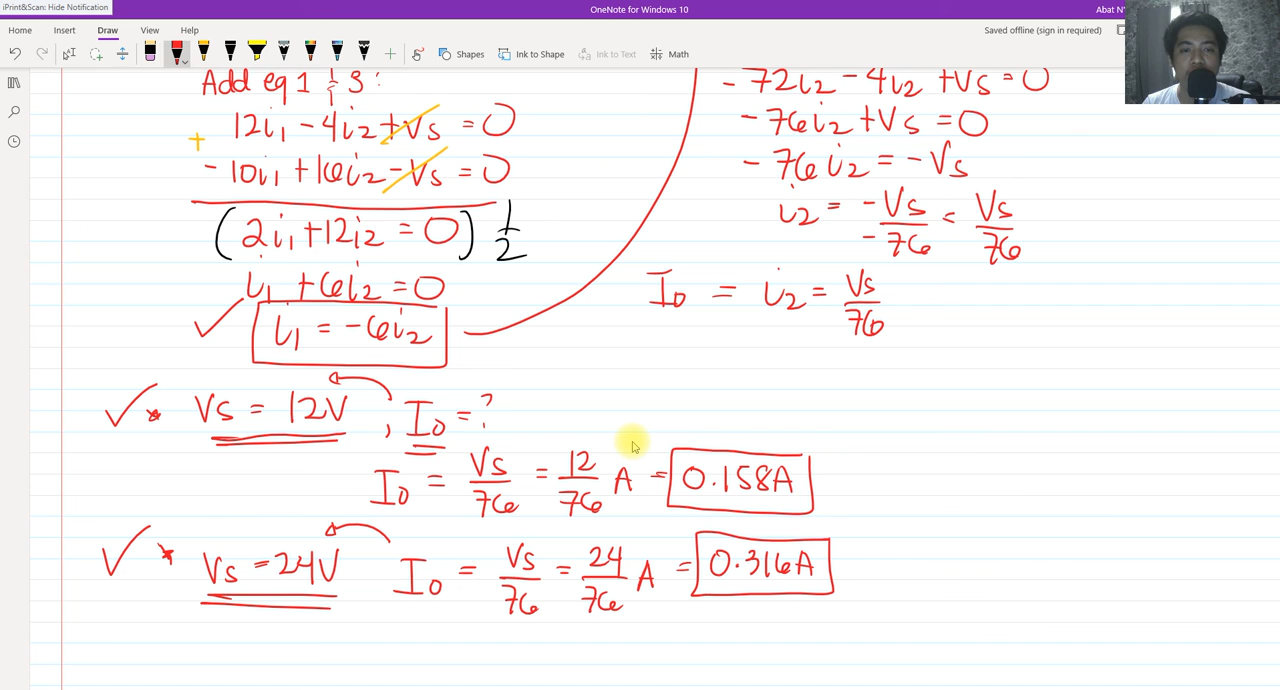 iPrint&Scan: Hide Notification
OneNote for Windows 10
Abat N
Home Insert Draw View Help
Saved offline (sign in required)
Shapes Ink to Shape Ink to Text Math
Add eq 1 & 3:
12i₁ - 4i₂ + Vs = 0
+ - 10i₁ + 16i₂ - Vs = 0
(2i₁ + 12i₂ = 0) 1/2
i₁ + 6i₂ = 0
i₁ = -6i₂
-72i₂ - 4i₂ + Vs = 0
-76i₂ + Vs = 0
-76i₂ = -Vs
i₂ = -Vs/-76 = Vs/76
I₀ = i₂ = Vs/76
* Vs = 12V, I₀ = ?
I₀ = Vs/76 = 12/76 A = 0.158A
* Vs = 24V I₀ = Vs/76 = 24/76 A = 0.316A